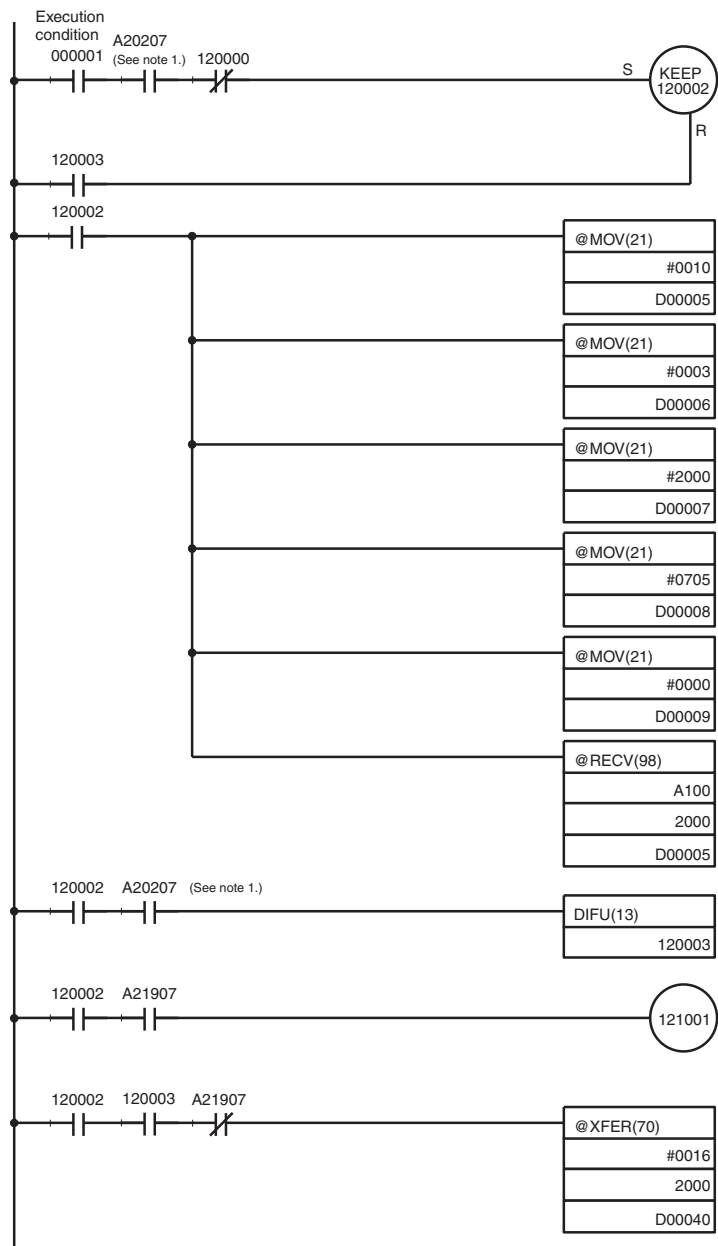 Execution
condition
000001
A20207
(See note 1.)
120000
S
KEEP
120002
R
120003
120002
@MOV(21)
#0010
D00005
@MOV(21)
#0003
D00006
@MOV(21)
#2000
D00007
@MOV(21)
#0705
D00008
@MOV(21)
#0000
D00009
@RECV(98)
A100
2000
D00005
120002 A20207 (See note 1.)
DIFU(13)
120003
120002 A21907
121001
120002 120003 A21907
@XFER(70)
#0016
2000
D00040